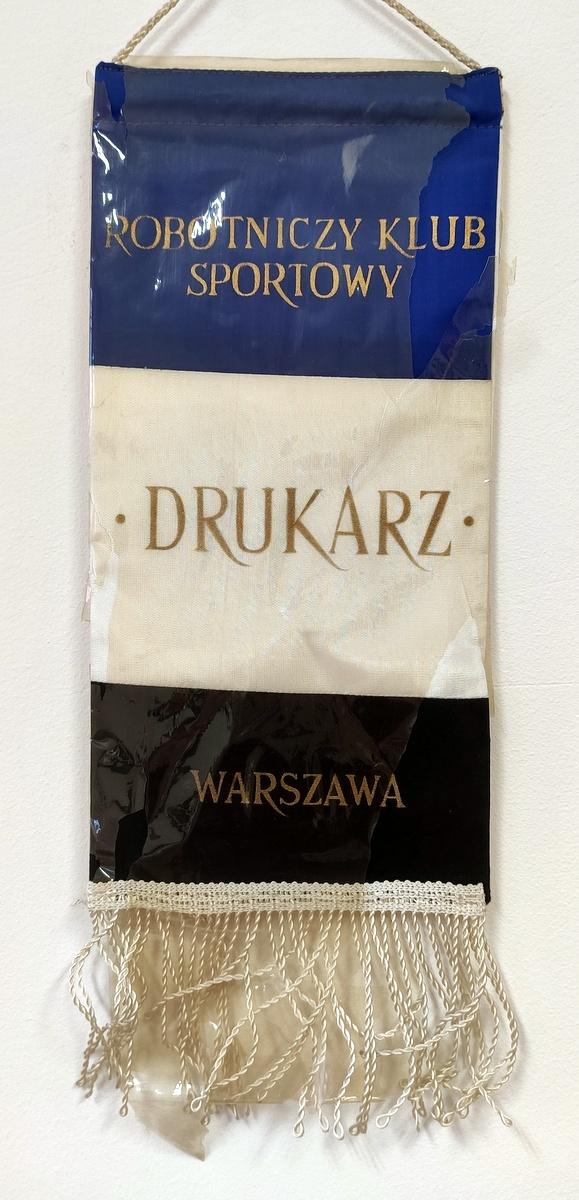 ROBOTNICZY KLUB
SPORTOWY
· DRUKARZ ·
WARSZAWA